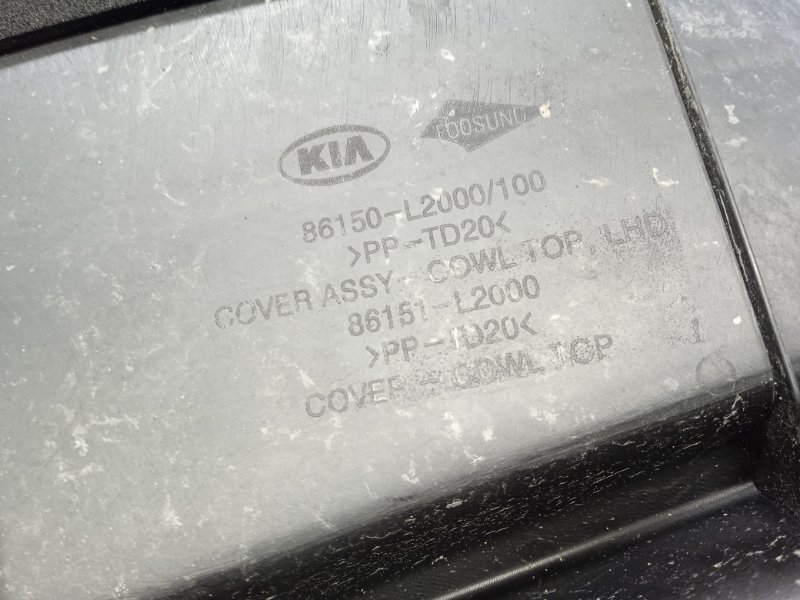 KIA
DOOSUNG
86150-L2000/100
>PP-TD20<
COVER ASSY-COWL TOP, LHD
86151-L2000
>PP-TD20<
COVER - COWL TOP
1